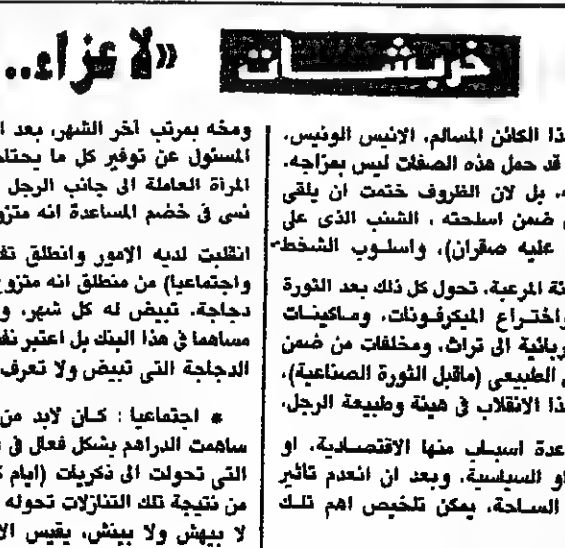 خربشات
«لا عزاء..
ذا الكائن المسالم، الانيس الونيس،
قد حمل هذه الصفات ليس بمزاجه،
ه، بل لان الظروف ختمت ان يلقى
ضمن اسلحته ، الشنب الذى على
عليه صقران)، واسلوب الشخط
المرعبة، تحول كل ذلك بعد الثورة
واختراع الميكرفونات، وماكينات
ربائية الى تراث، ومخلفات من ضمن
الطبيعى (ماقبل الثورة الصناعية)،
ذا الانقلاب فى هيئة وطبيعة الرجل،
عدة اسباب منها الاقتصادية، او
او السياسية، وبعد ان انعدم تأثير
الساحة، يمكن تلخيص اهم تلك
ومخه بمرتب آخر الشهر، بعد ا
المسئول عن توفير كل ما يحتا
المرأة العاملة الى جانب الرجل
نسى فى خضم المساعدة انه متزو
انقلبت لديه الامور وانطلق تف
واجتماعيا) من منطلق انه متزوج
دجاجة، تبيض له كل شهر، و
مساهما فى هذا البنك بل اعتبر نف
الدجاجة التى تبيض ولا تعرف
* اجتماعيا : كان لابد من
ساهمت الدراهم بشكل فعال فى
التى تحولت الى ذكريات (ايام ك
من نتيجة تلك التنازلات تحوله
لا بيهش ولا بينش، يقيس الا